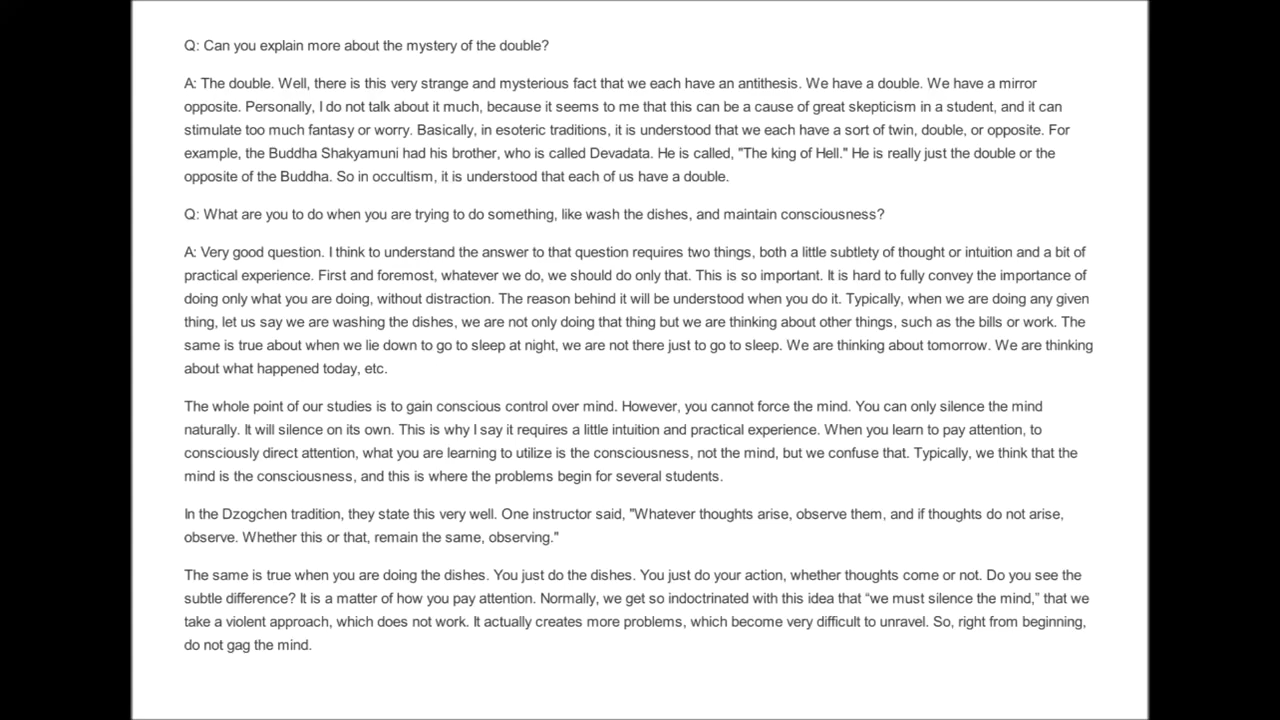 Q: Can you explain more about the mystery of the double?
A: The double. Well, there is this very strange and mysterious fact that we each have an antithesis. We have a double. We have a mirror
opposite. Personally, I do not talk about it much, because it seems to me that this can be a cause of great skepticism in a student, and it can
stimulate too much fantasy or worry. Basically, in esoteric traditions, it is understood that we each have a sort of twin, double, or opposite. For
example, the Buddha Shakyamuni had his brother, who is called Devadata. He is called, "The king of Hell." He is really just the double or the
opposite of the Buddha. So in occultism, it is understood that each of us have a double.
Q: What are you to do when you are trying to do something, like wash the dishes, and maintain consciousness?
A: Very good question. I think to understand the answer to that question requires two things, both a little subtlety of thought or intuition and a bit of
practical experience. First and foremost, whatever we do, we should do only that. This is so important. It is hard to fully convey the importance of
doing only what you are doing, without distraction. The reason behind it will be understood when you do it. Typically, when we are doing any given
thing, let us say we are washing the dishes, we are not only doing that thing but we are thinking about other things, such as the bills or work. The
same is true about when we lie down to go to sleep at night, we are not there just to go to sleep. We are thinking about tomorrow. We are thinking
about what happened today, etc.
The whole point of our studies is to gain conscious control over mind. However, you cannot force the mind. You can only silence the mind
naturally. It will silence on its own. This is why I say it requires a little intuition and practical experience. When you learn to pay attention, to
consciously direct attention, what you are learning to utilize is the consciousness, not the mind, but we confuse that. Typically, we think that the
mind is the consciousness, and this is where the problems begin for several students.
In the Dzogchen tradition, they state this very well. One instructor said, "Whatever thoughts arise, observe them, and if thoughts do not arise,
observe. Whether this or that, remain the same, observing."
The same is true when you are doing the dishes. You just do the dishes. You just do your action, whether thoughts come or not. Do you see the
subtle difference? It is a matter of how you pay attention. Normally, we get so indoctrinated with this idea that “we must silence the mind,” that we
take a violent approach, which does not work. It actually creates more problems, which become very difficult to unravel. So, right from beginning,
do not gag the mind.